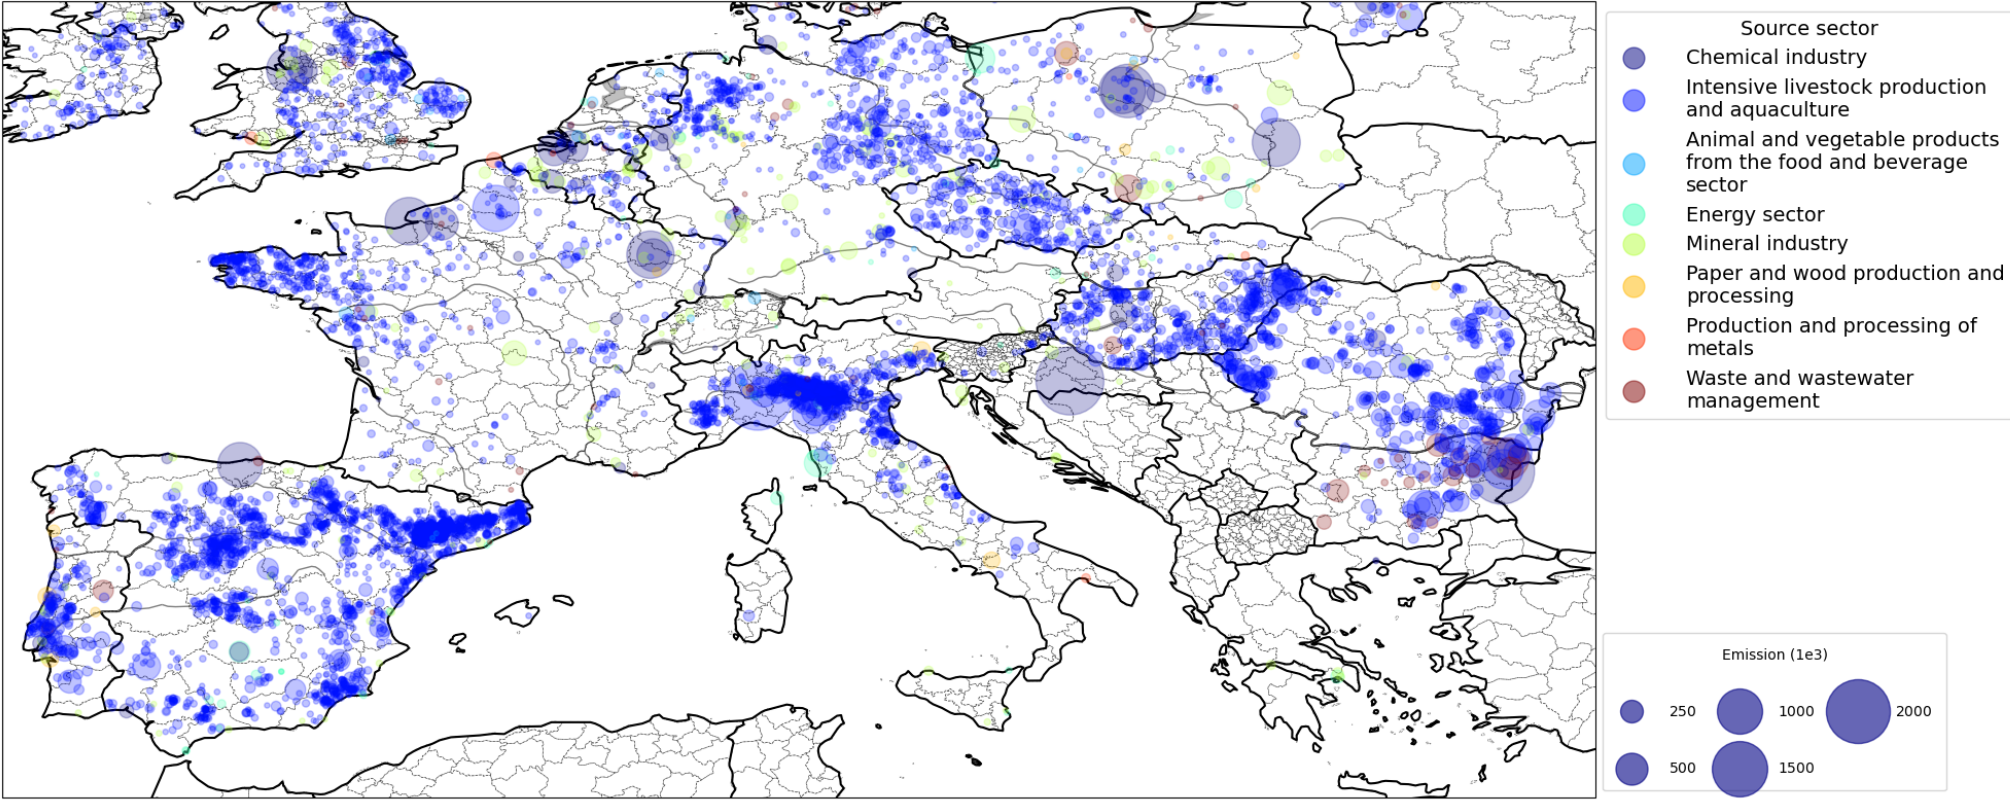 Source sector
Chemical industry
Intensive livestock production
and aquaculture
Animal and vegetable products
from the food and beverage
sector
Energy sector
Mineral industry
Paper and wood production and
processing
Production and processing of
metals
Waste and wastewater
management
Emission (1e3)
250
1000
2000
500
1500